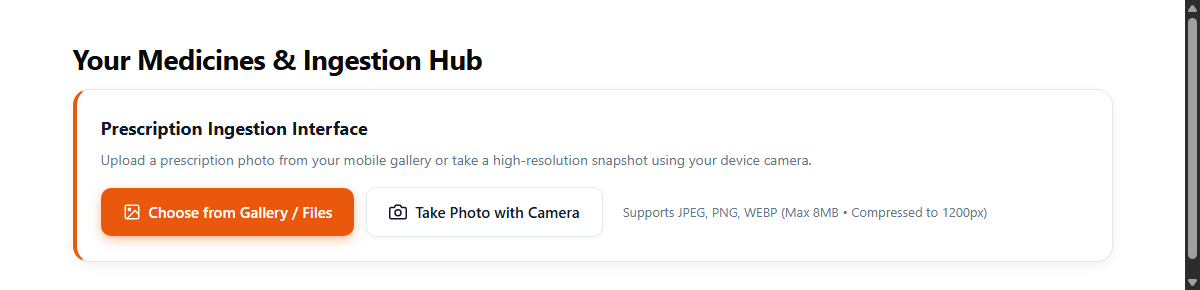 Your Medicines & Ingestion Hub
Prescription Ingestion Interface
Upload a prescription photo from your mobile gallery or take a high-resolution snapshot using your device camera.
Choose from Gallery / Files
Take Photo with Camera
Supports JPEG, PNG, WEBP (Max 8MB • Compressed to 1200px)